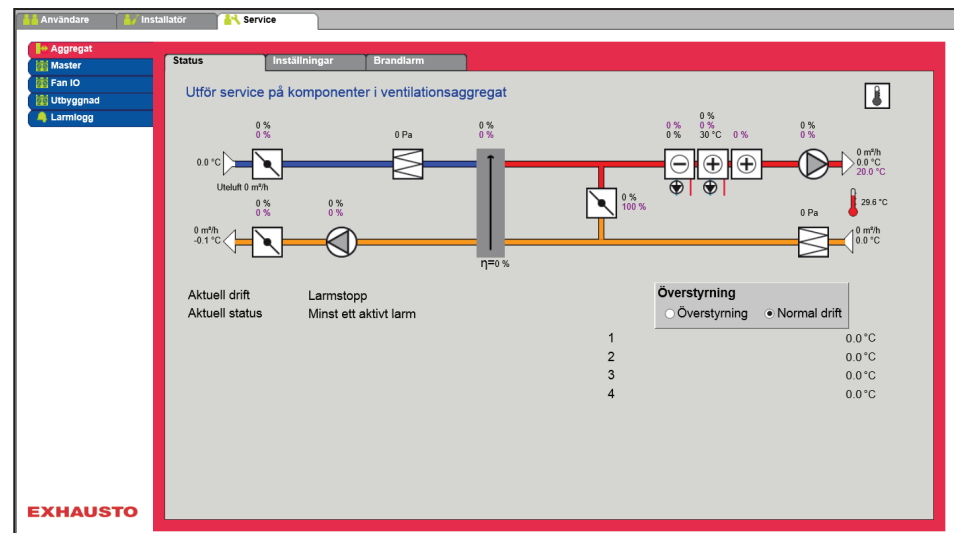 Användare
Installatör
Service
Aggregat
Master
Fan IO
Utbyggnad
Larmlogg
Status
Inställningar
Brandlarm
Utför service på komponenter i ventilationsaggregat
0 %
0 %
0 Pa
0 %
0 %
0 %
0 %
0 %
0 %
30 °C
0 %
0 %
0 %
0.0 °C
0 m³/h
0.0 °C
20.0 °C
Uteluft 0 m³/h
0 %
0 %
0 %
0 %
0 %
100 %
29.6 °C
0 Pa
0 m³/h
-0.1 °C
0 m³/h
0.0 °C
η=0 %
Aktuell drift Larmstopp
Aktuell status Minst ett aktivt larm
Överstyrning
Överstyrning Normal drift
1 0.0 °C
2 0.0 °C
3 0.0 °C
4 0.0 °C
EXHAUSTO